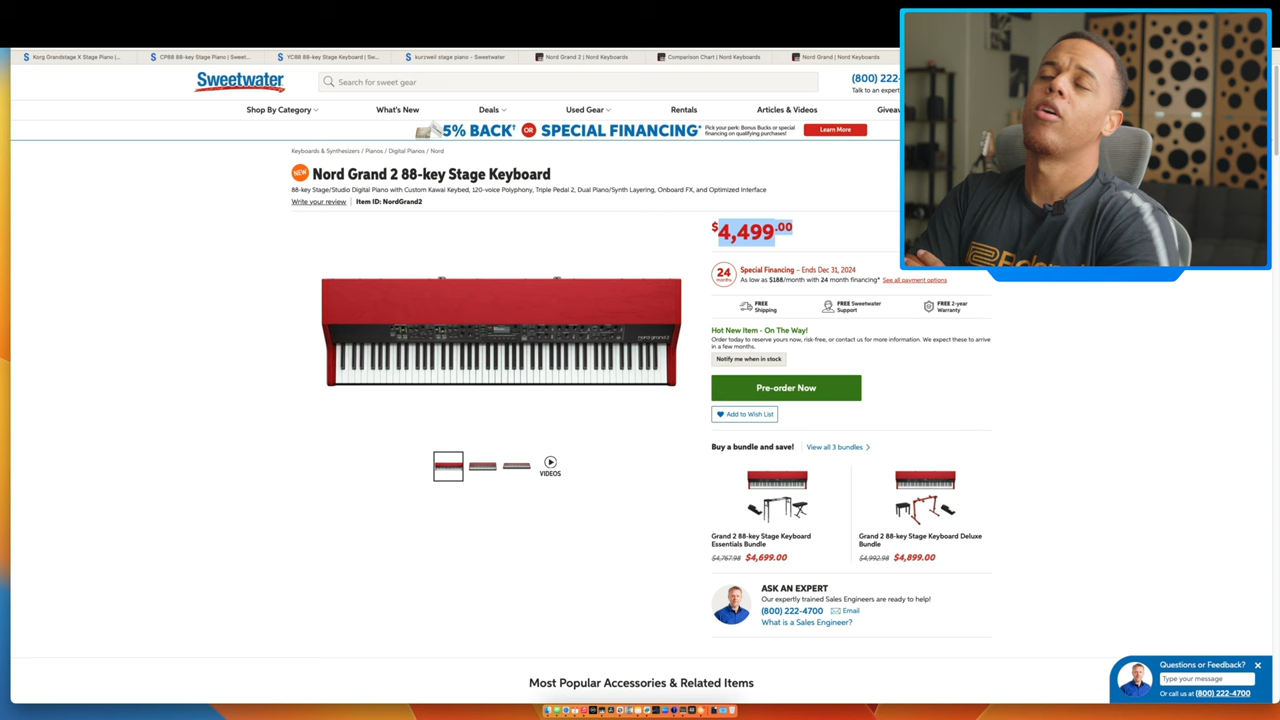 Korg Grandstage X Stage Piano |...
CP88 88-key Stage Piano | Sweet...
YC88 88-key Stage Keyboard | Sw...
kurzweil stage piano - Sweetwater
Nord Grand 2 | Nord Keyboards
Comparison Chart | Nord Keyboards
Nord Grand | Nord Keyboards
Sweetwater
Search for sweet gear
(800) 222-
Talk to an expert
Shop By Category
What's New
Deals
Used Gear
Rentals
Articles & Videos
Giveaw
5% BACK† OR SPECIAL FINANCING*
Pick your perk: Bonus Bucks or special
financing on qualifying purchases!
Learn More
Keyboards & Synthesizers / Pianos / Digital Pianos / Nord
NEW
Nord Grand 2 88-key Stage Keyboard
88-key Stage/Studio Digital Piano with Custom Kawai Keybed, 120-voice Polyphony, Triple Pedal 2, Dual Piano/Synth Layering, Onboard FX, and Optimized Interface
Write your review | Item ID: NordGrand2
$4,499.00
24 months
Special Financing - Ends Dec 31, 2024
As low as $188/month with 24 month financing* See all payment options
FREE Shipping
FREE Sweetwater Support
FREE 2-year Warranty
Hot New Item - On The Way!
Order today to reserve yours now, risk-free, or contact us for more information. We expect these to arrive
in a few months.
Notify me when in stock
Pre-order Now
Add to Wish List
nord grand 2
VIDEOS
Buy a bundle and save! | View all 3 bundles
Grand 2 88-key Stage Keyboard
Essentials Bundle
$4,767.98 $4,699.00
Grand 2 88-key Stage Keyboard Deluxe
Bundle
$4,992.98 $4,899.00
ASK AN EXPERT
Our expertly trained Sales Engineers are ready to help!
(800) 222-4700 Email
What is a Sales Engineer?
Most Popular Accessories & Related Items
Questions or Feedback?
Type your message
Or call us at (800) 222-4700